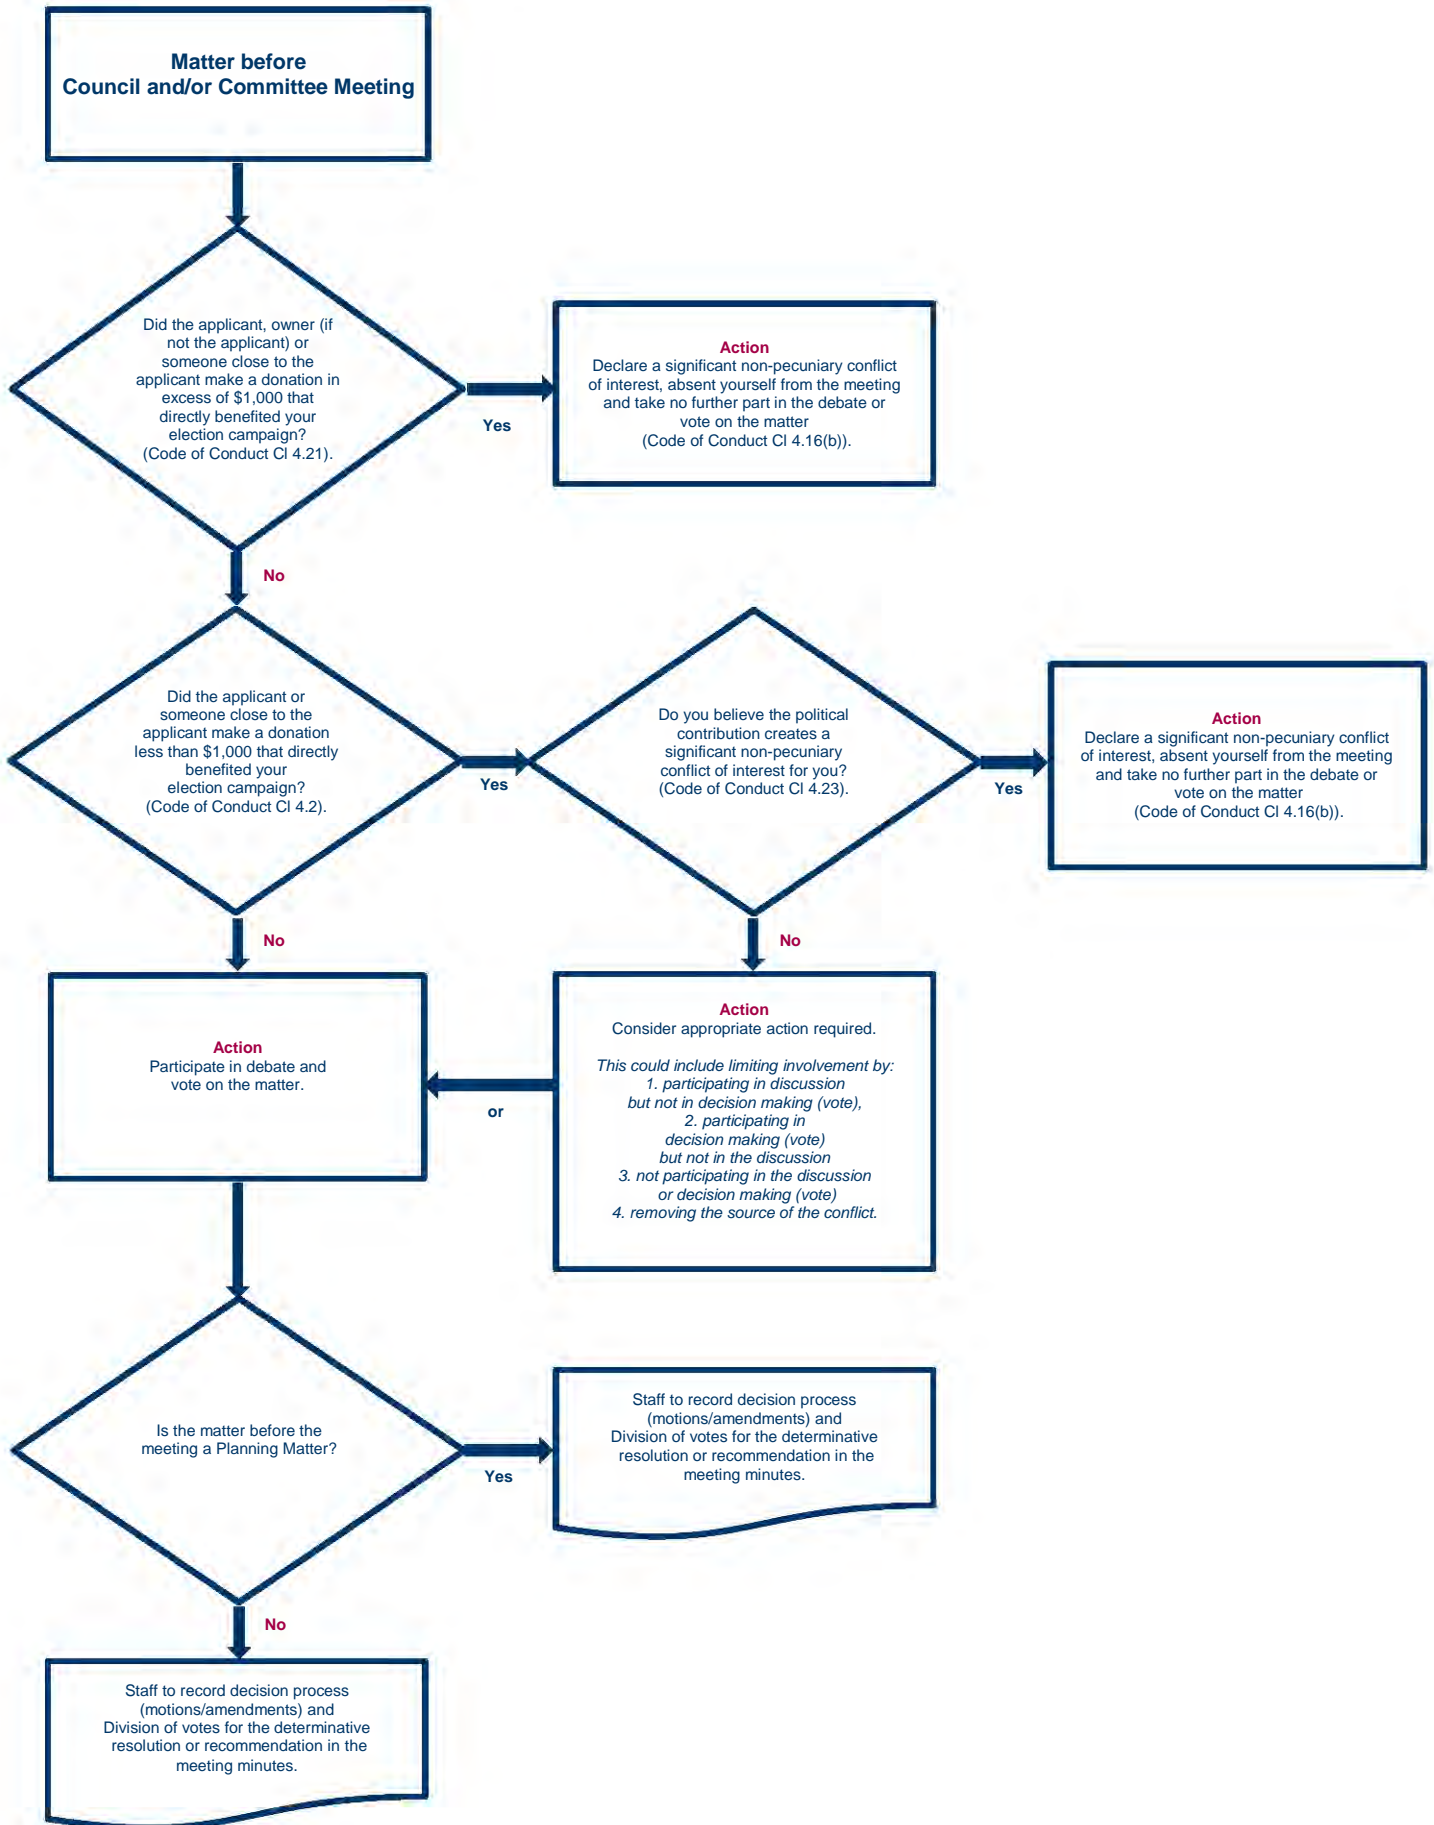 Matter before
Council and/or Committee Meeting
Did the applicant, owner (if
not the applicant) or
someone close to the
applicant make a donation in
excess of $1,000 that
directly benefited your
election campaign?
(Code of Conduct Cl 4.21).
Yes
Action
Declare a significant non-pecuniary conflict
of interest, absent yourself from the meeting
and take no further part in the debate or
vote on the matter
(Code of Conduct Cl 4.16(b)).
No
Did the applicant or
someone close to the
applicant make a donation
less than $1,000 that directly
benefited your
election campaign?
(Code of Conduct Cl 4.2).
Yes
Do you believe the political
contribution creates a
significant non-pecuniary
conflict of interest for you?
(Code of Conduct Cl 4.23).
Yes
Action
Declare a significant non-pecuniary conflict
of interest, absent yourself from the meeting
and take no further part in the debate or
vote on the matter
(Code of Conduct Cl 4.16(b)).
No
No
Action
Participate in debate and
vote on the matter.
or
Action
Consider appropriate action required.
This could include limiting involvement by:
1. participating in discussion
but not in decision making (vote),
2. participating in
decision making (vote)
but not in the discussion
3. not participating in the discussion
or decision making (vote)
4. removing the source of the conflict.
Is the matter before the
meeting a Planning Matter?
Yes
Staff to record decision process
(motions/amendments) and
Division of votes for the determinative
resolution or recommendation in the
meeting minutes.
No
Staff to record decision process
(motions/amendments) and
Division of votes for the determinative
resolution or recommendation in the
meeting minutes.